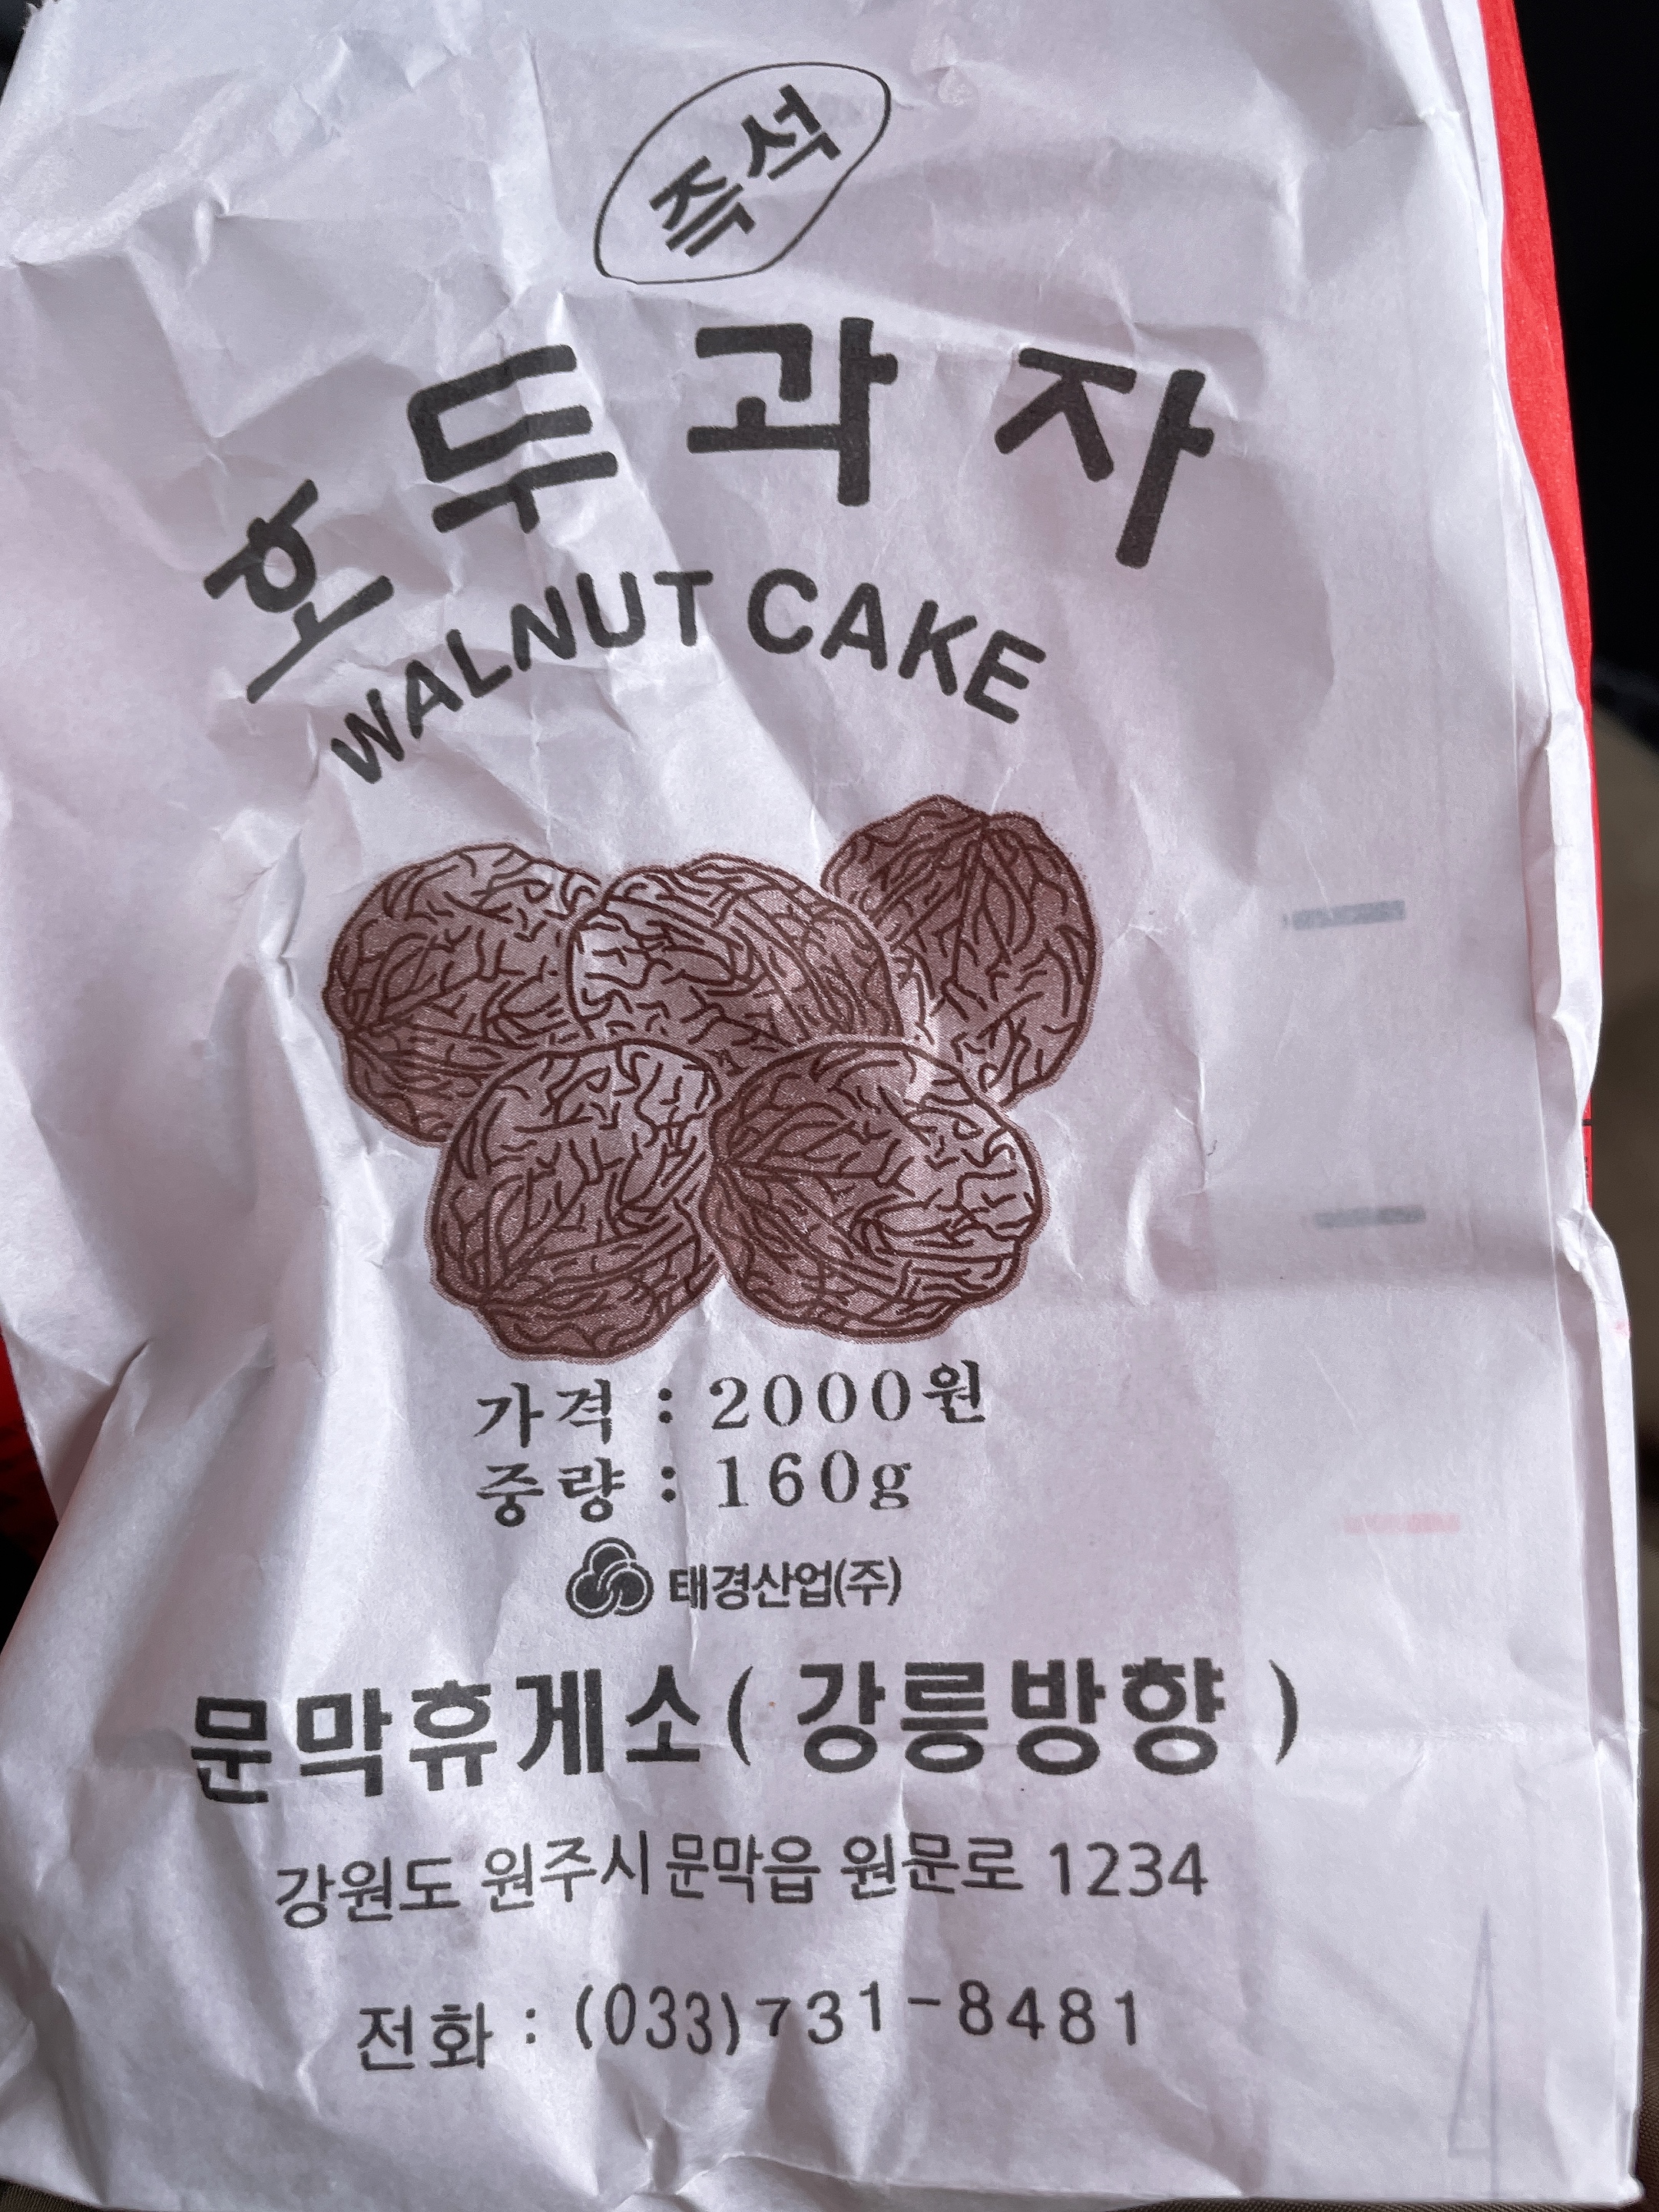 즉석
호두과자
WALNUT CAKE
가격 : 2000원
중량 : 160g
태경산업(주)
문막휴게소( 강릉방향 )
강원도 원주시 문막읍 원문로 1234
전화 : (033)731-8481